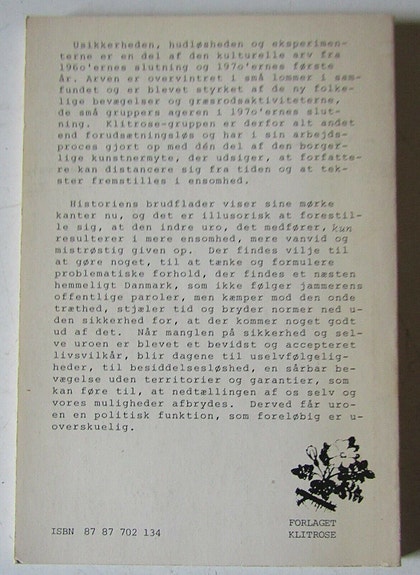 Usikkerheden, hudløsheden og eksperimen-
terne er en del af den kulturelle arv fra
196o'ernes slutning og 197o'ernes første
år. Arven er overvintret i små lommer i sam-
fundet og er blevet styrket af de ny folke-
lige bevægelser og græsrodsaktiviteterne,
de små gruppers ageren i 197o'ernes slut-
ning. Klitrose-gruppen er derfor alt andet
end forudsætningsløs og har i sin arbejds-
proces gjort op med dén del af den borger-
lige kunstnermyte, der udsiger, at forfatte-
re kan distancere sig fra tiden og at tek-
ster fremstilles i ensomhed.
Historiens brudflader viser sine mørke
kanter nu, og det er illusorisk at forestil-
le sig, at den indre uro, det medfører, kun
resulterer i mere ensomhed, mere vanvid og
mistrøstig given op. Der findes vilje til
at gøre noget, til at tænke og formulere
problematiske forhold, der findes et næsten
hemmeligt Danmark, som ikke følger jammerens
offentlige paroler, men kæmper mod den onde
træthed, stjæler tid og bryder normer ned u-
den sikkerhed for, at der kommer noget godt
ud af det. Når manglen på sikkerhed og sel-
ve uroen er blevet et bevidst og accepteret
livsvilkår, blir dagene til uselvfølgelig-
heder, til besiddelsesløshed, en sårbar be-
vægelse uden territorier og garantier, som
kan føre til, at nedtællingen af os selv og
vores muligheder afbrydes. Derved får uro-
en en politisk funktion, som foreløbig er u-
overskuelig.
ISBN 87 87 702 134
FORLAGET
KLITROSE